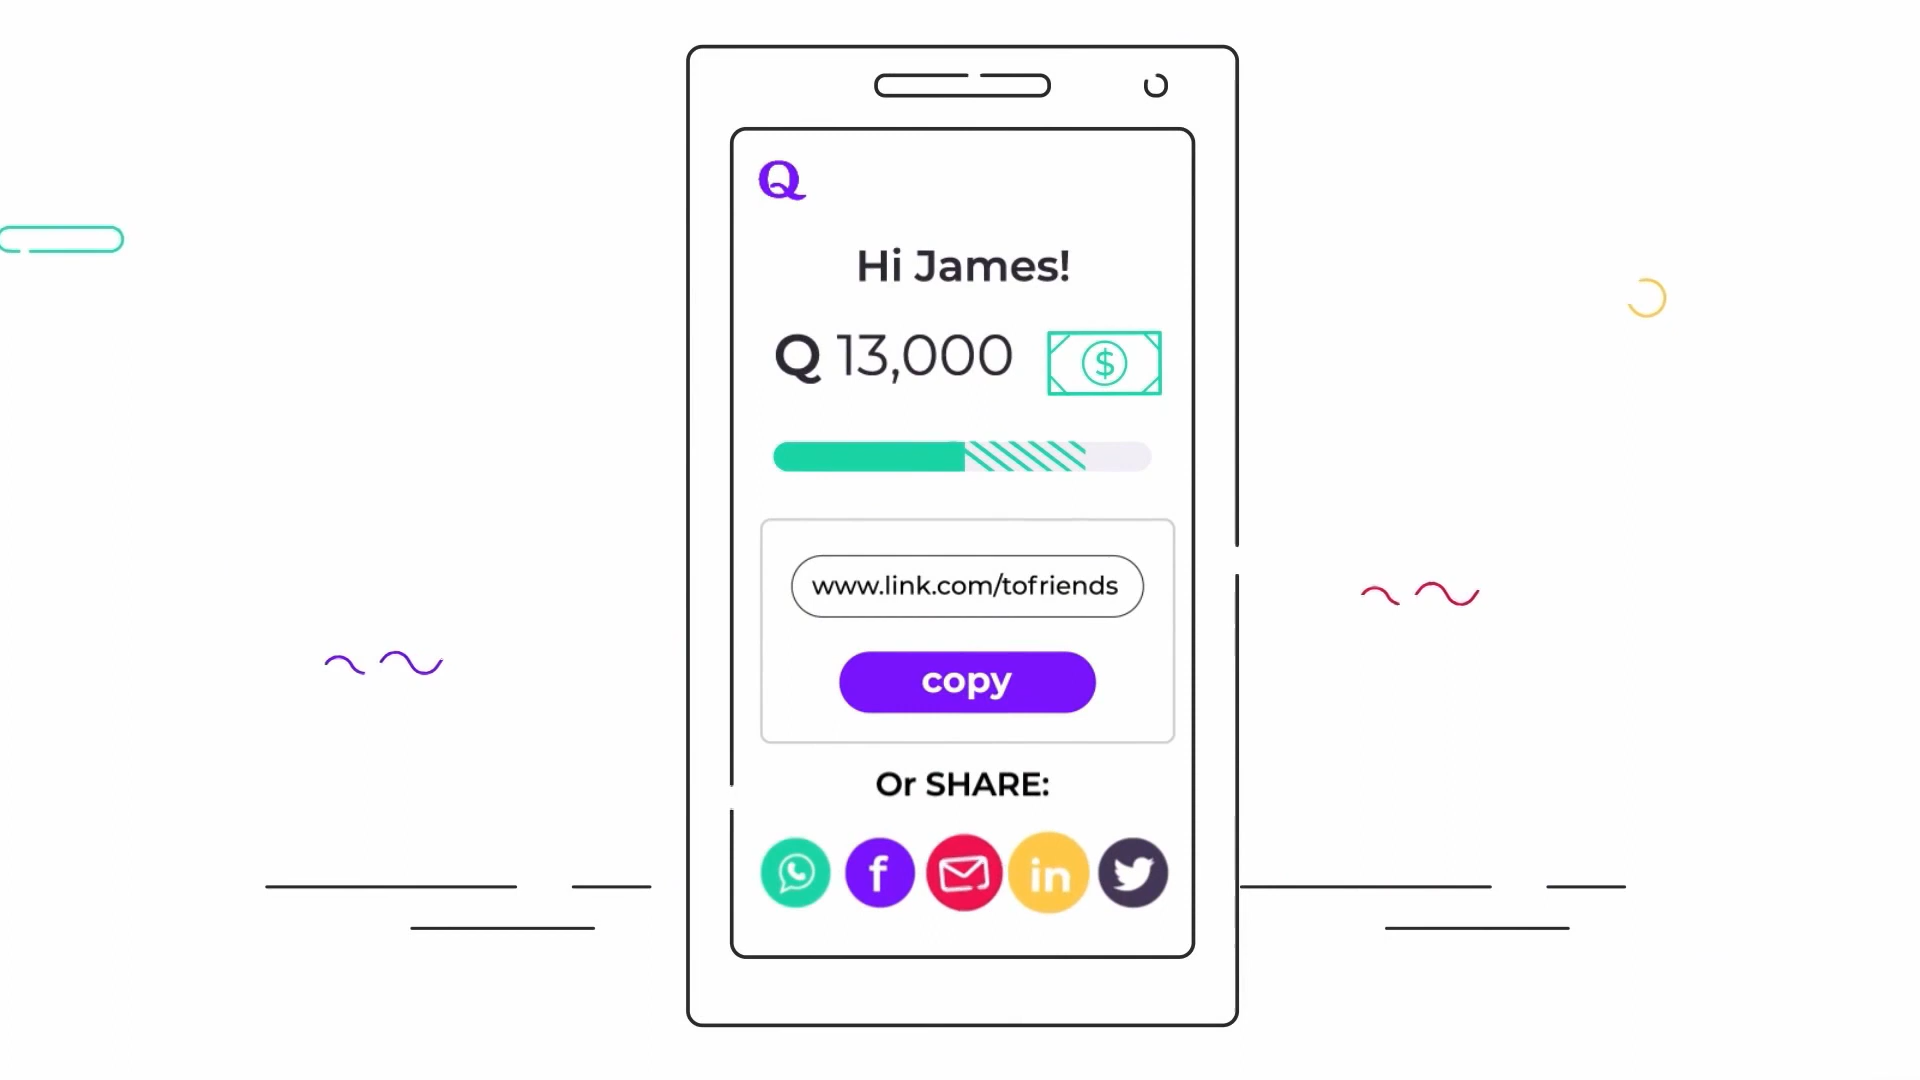 Q
Hi James!
Q 13,000
$
www.link.com/tofriends
copy
Or SHARE:
f
in